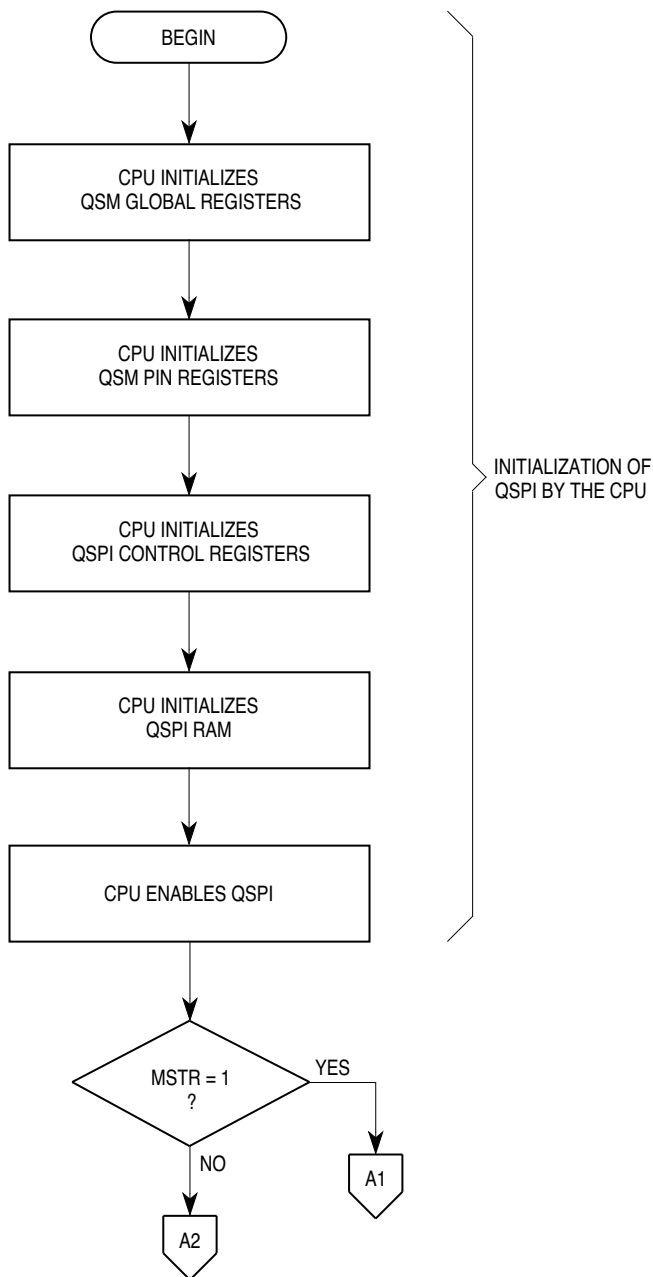 BEGIN
CPU INITIALIZES
QSM GLOBAL REGISTERS
CPU INITIALIZES
QSM PIN REGISTERS
INITIALIZATION OF
QSPI BY THE CPU
CPU INITIALIZES
QSPI CONTROL REGISTERS
CPU INITIALIZES
QSPI RAM
CPU ENABLES QSPI
MSTR = 1
?
YES
NO
A1
A2